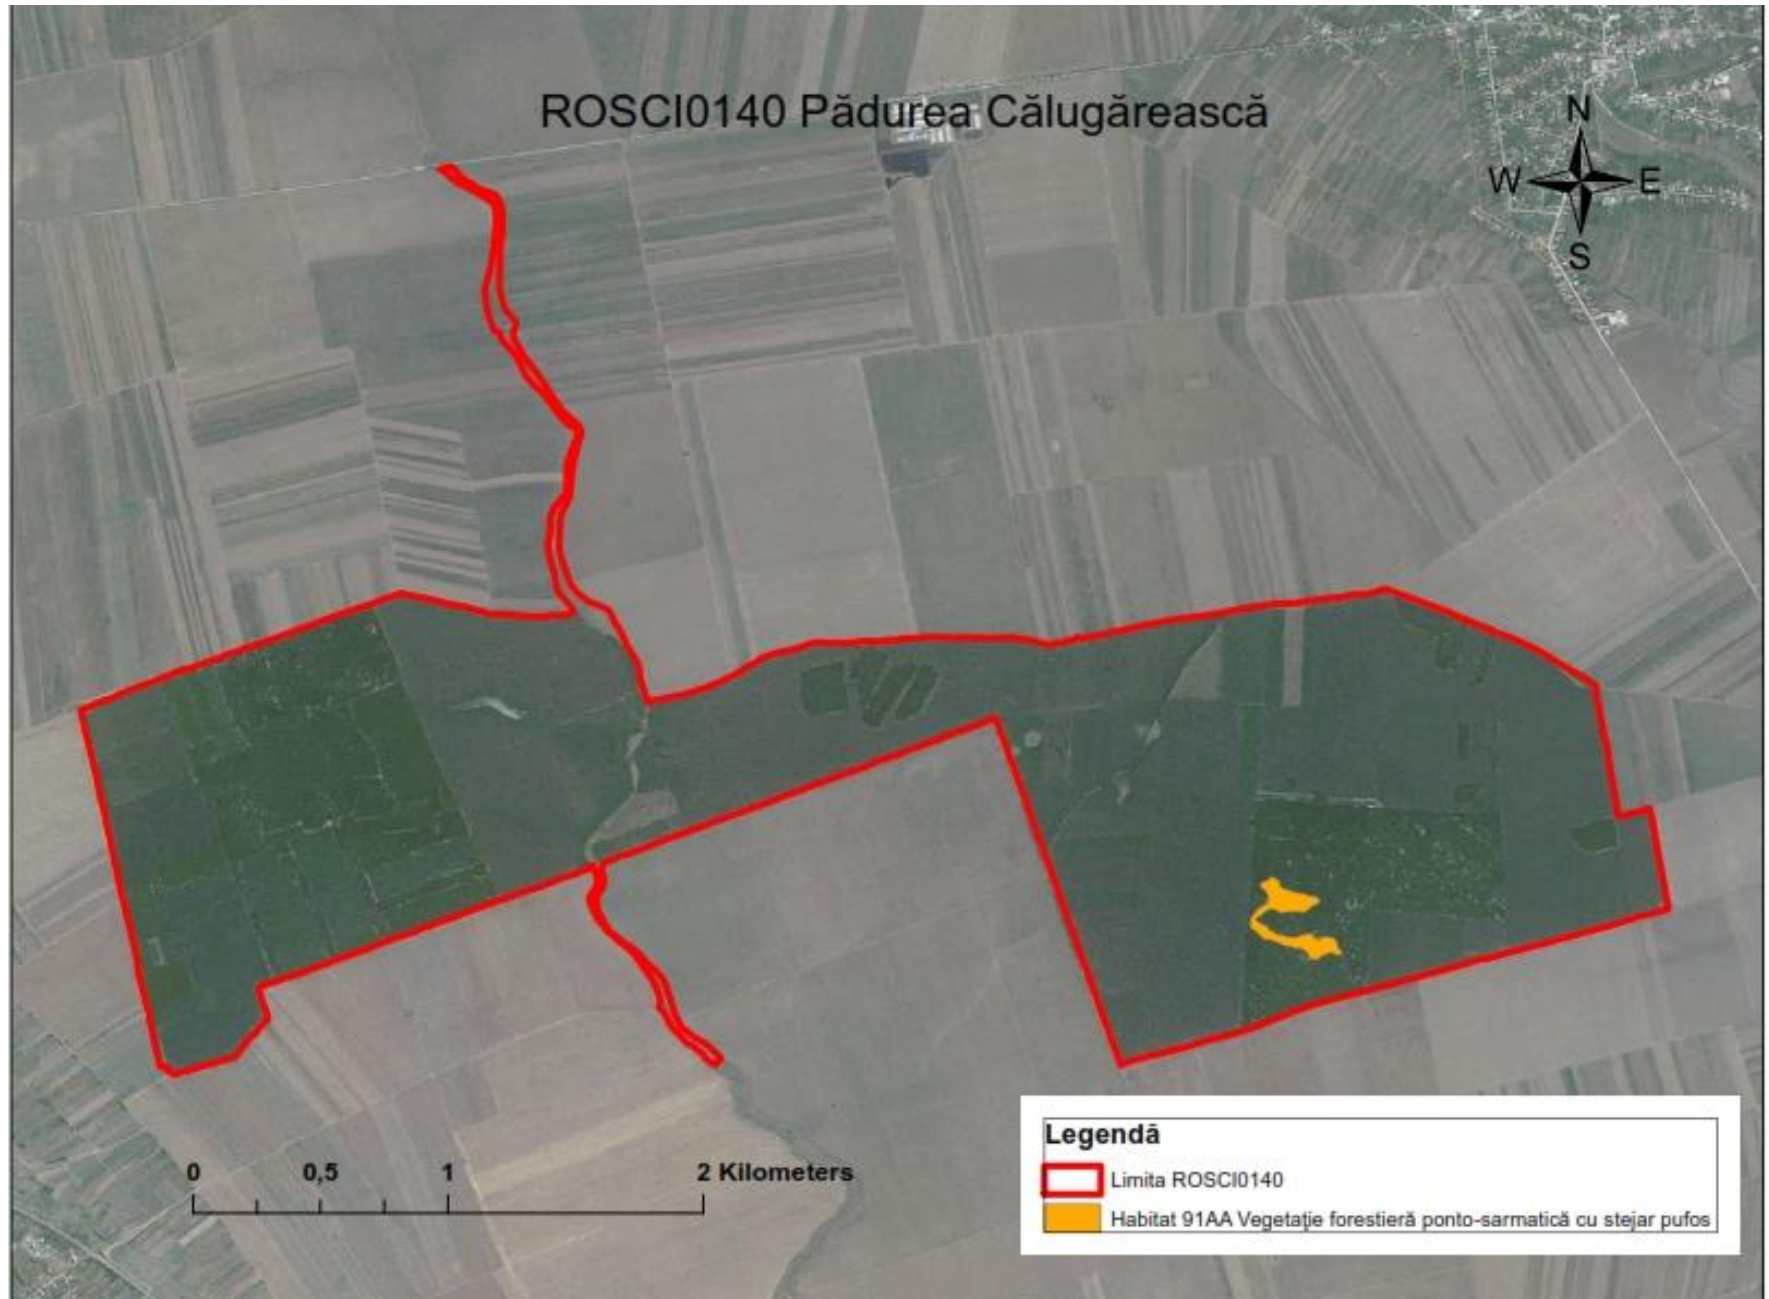 ROSCI0140 Pădurea Călugărească
N
W E
S
0 0,5 1 2 Kilometers
Legendă
Limita ROSCI0140
Habitat 91AA Vegetaţie forestieră ponto-sarmatică cu stejar pufos